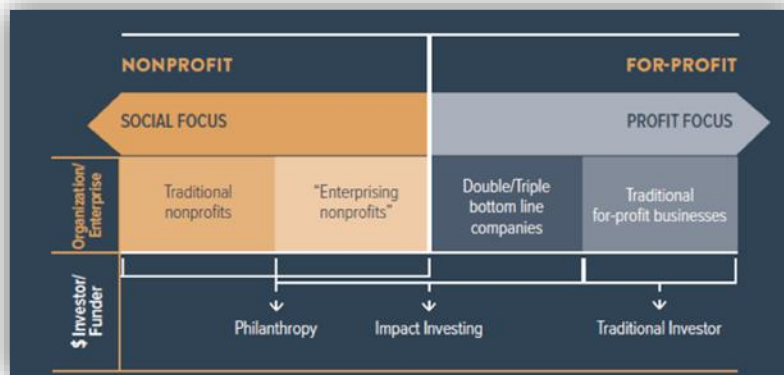 NONPROFIT
FOR-PROFIT
SOCIAL FOCUS
PROFIT FOCUS
Organization/
Enterprise
Traditional
nonprofits
“Enterprising
nonprofits”
Double/Triple
bottom line
companies
Traditional
for-profit businesses
$ Investor/
Funder
Philanthropy
Impact Investing
Traditional Investor